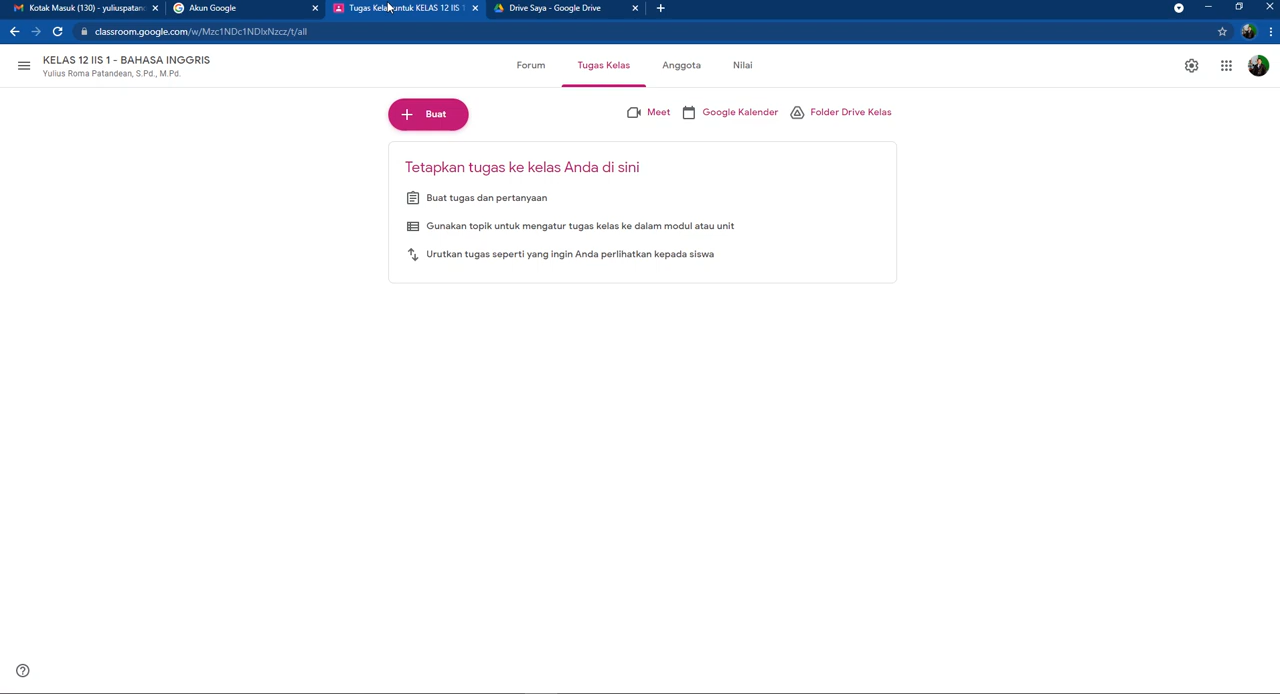 Kotak Masuk (130) - yuliuspatan
Akun Google
Tugas Kelas untuk KELAS 12 IIS 1
Drive Saya - Google Drive
classroom.google.com/w/Mzc1NDc1NDIxNzcz/t/all
KELAS 12 IIS 1 - BAHASA INGGRIS
Yulius Roma Patandean, S.Pd., M.Pd.
Forum
Tugas Kelas
Anggota
Nilai
Buat
Meet
Google Kalender
Folder Drive Kelas
Tetapkan tugas ke kelas Anda di sini
Buat tugas dan pertanyaan
Gunakan topik untuk mengatur tugas kelas ke dalam modul atau unit
Urutkan tugas seperti yang ingin Anda perlihatkan kepada siswa